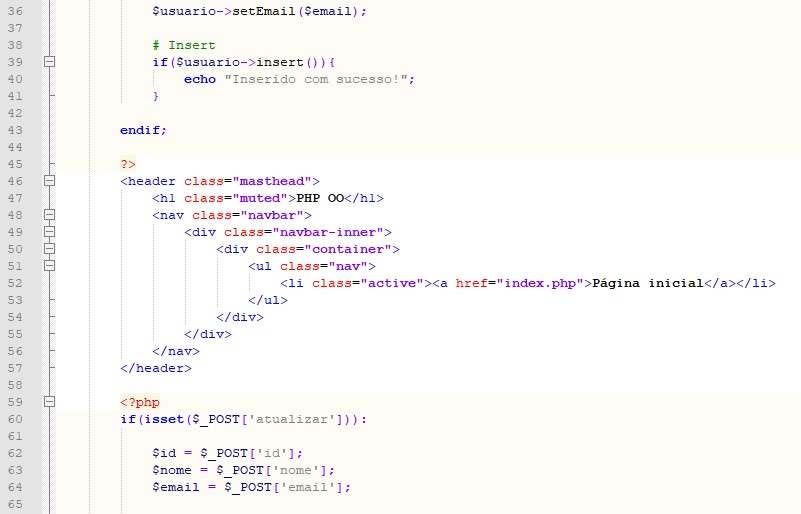 36 $usuario->setEmail($email);
37
38 # Insert
39 if($usuario->insert()){
40 echo "Inserido com sucesso!";
41 }
42
43 endif;
44
45 ?>
46 <header class="masthead">
47 <h1 class="muted">PHP OO</h1>
48 <nav class="navbar">
49 <div class="navbar-inner">
50 <div class="container">
51 <ul class="nav">
52 <li class="active"><a href="index.php">Página inicial</a></li>
53 </ul>
54 </div>
55 </div>
56 </nav>
57 </header>
58
59 <?php
60 if(isset($_POST['atualizar'])):
61
62 $id = $_POST['id'];
63 $nome = $_POST['nome'];
64 $email = $_POST['email'];
65